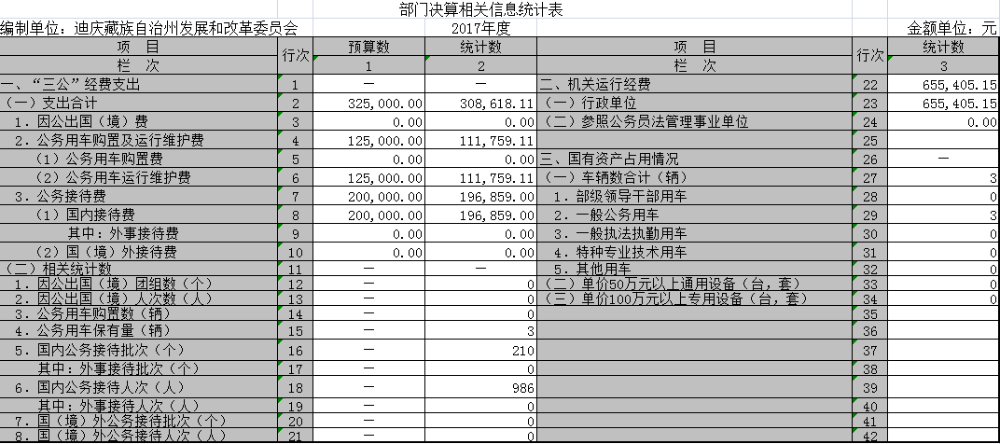 部门决算相关信息统计表
编制单位：迪庆藏族自治州发展和改革委员会 2017年度 金额单位：元
项 目 行次 预算数 统计数 项 目 行次 统计数
栏 次 1 2 栏 次 3
一、“三公”经费支出 1 — — 二、机关运行经费 22 655,405.15
（一）支出合计 2 325,000.00 308,618.11 （一）行政单位 23 655,405.15
1．因公出国（境）费 3 0.00 0.00 （二）参照公务员法管理事业单位 24 0.00
2．公务用车购置及运行维护费 4 125,000.00 111,759.11 25
（1）公务用车购置费 5 0.00 0.00 三、国有资产占用情况 26 —
（2）公务用车运行维护费 6 125,000.00 111,759.11 （一）车辆数合计（辆） 27 3
3．公务接待费 7 200,000.00 196,859.00 1．部级领导干部用车 28 0
（1）国内接待费 8 200,000.00 196,859.00 2．一般公务用车 29 3
其中：外事接待费 9 0.00 0.00 3．一般执法执勤用车 30 0
（2）国（境）外接待费 10 0.00 0.00 4．特种专业技术用车 31 0
（二）相关统计数 11 — — 5．其他用车 32 0
1．因公出国（境）团组数（个） 12 — 0 （二）单价50万元以上通用设备（台，套） 33 0
2．因公出国（境）人次数（人） 13 — 0 （三）单价100万元以上专用设备（台，套） 34 0
3．公务用车购置数（辆） 14 — 0 35
4．公务用车保有量（辆） 15 — 3 36
5．国内公务接待批次（个） 16 — 210 37
其中：外事接待批次（个） 17 — 0 38
6．国内公务接待人次（人） 18 — 986 39
其中：外事接待人次（人） 19 — 0 40
7．国（境）外公务接待批次（个） 20 — 0 41
8．国（境）外公务接待人次（人） 21 — 0 42